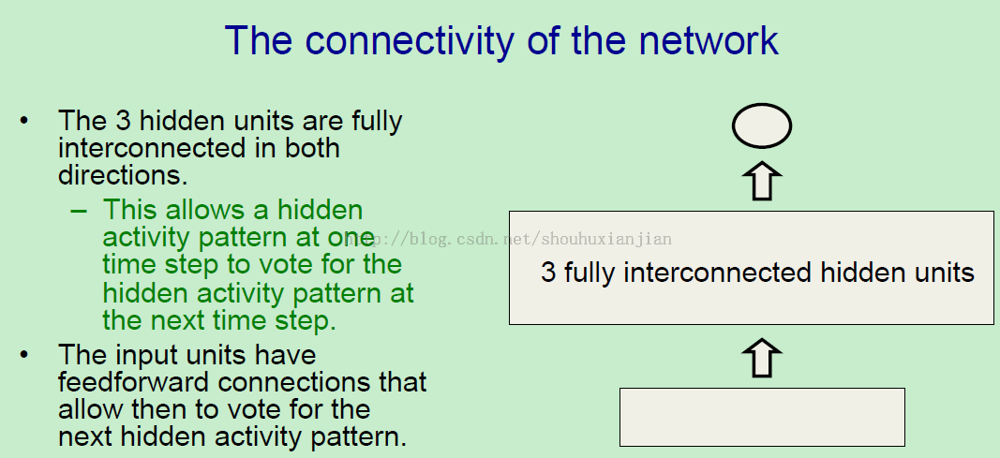 The connectivity of the network
• The 3 hidden units are fully
interconnected in both
directions.
– This allows a hidden
activity pattern at one
time step to vote for the
hidden activity pattern at
the next time step.
• The input units have
feedforward connections that
allow then to vote for the
next hidden activity pattern.
3 fully interconnected hidden units
http://blog.csdn.net/shouhuxianjian